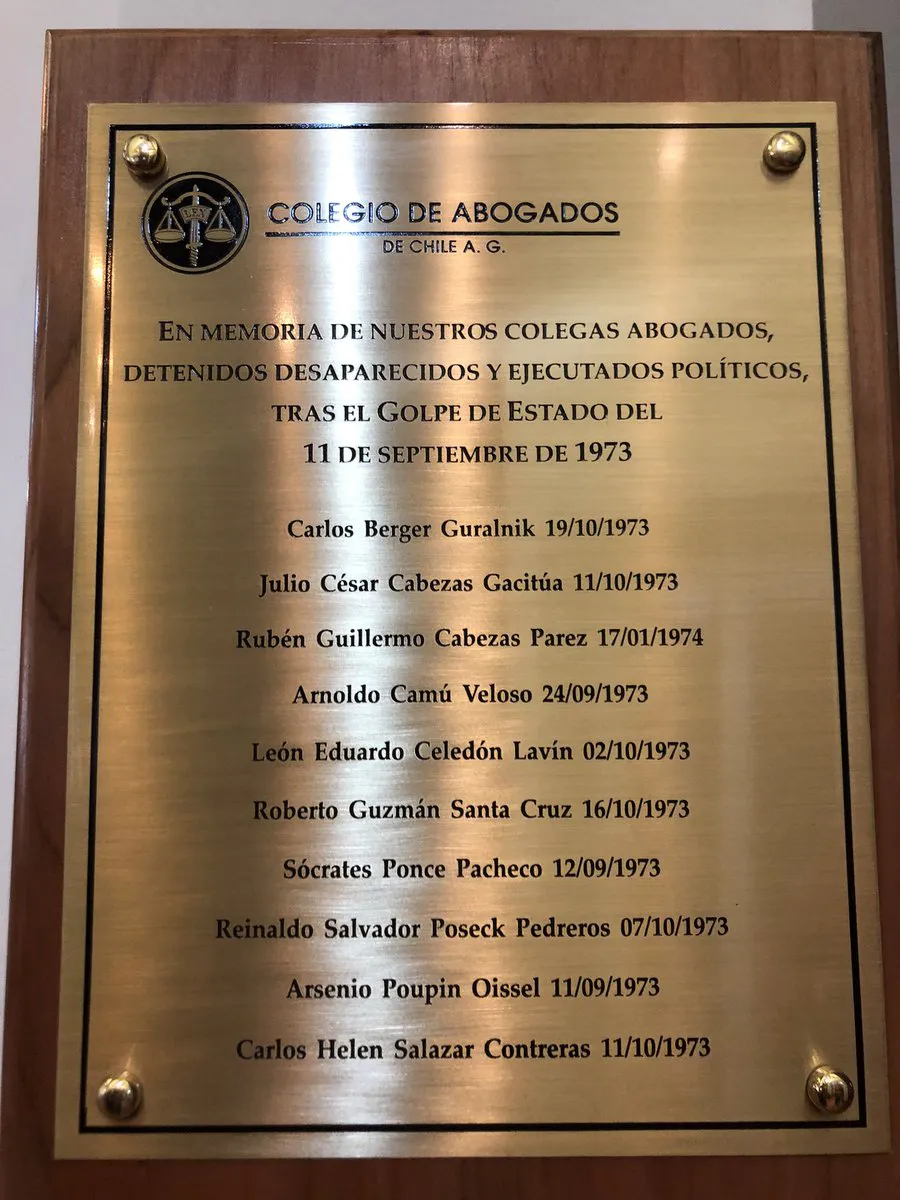 LEX
COLEGIO DE ABOGADOS
DE CHILE A. G.
EN MEMORIA DE NUESTROS COLEGAS ABOGADOS,
DETENIDOS DESAPARECIDOS Y EJECUTADOS POLÍTICOS,
TRAS EL GOLPE DE ESTADO DEL
11 DE SEPTIEMBRE DE 1973
Carlos Berger Guralnik 19/10/1973
Julio César Cabezas Gacitúa 11/10/1973
Rubén Guillermo Cabezas Parez 17/01/1974
Arnoldo Camú Veloso 24/09/1973
León Eduardo Celedón Lavín 02/10/1973
Roberto Guzmán Santa Cruz 16/10/1973
Sócrates Ponce Pacheco 12/09/1973
Reinaldo Salvador Poseck Pedreros 07/10/1973
Arsenio Poupin Oissel 11/09/1973
Carlos Helen Salazar Contreras 11/10/1973